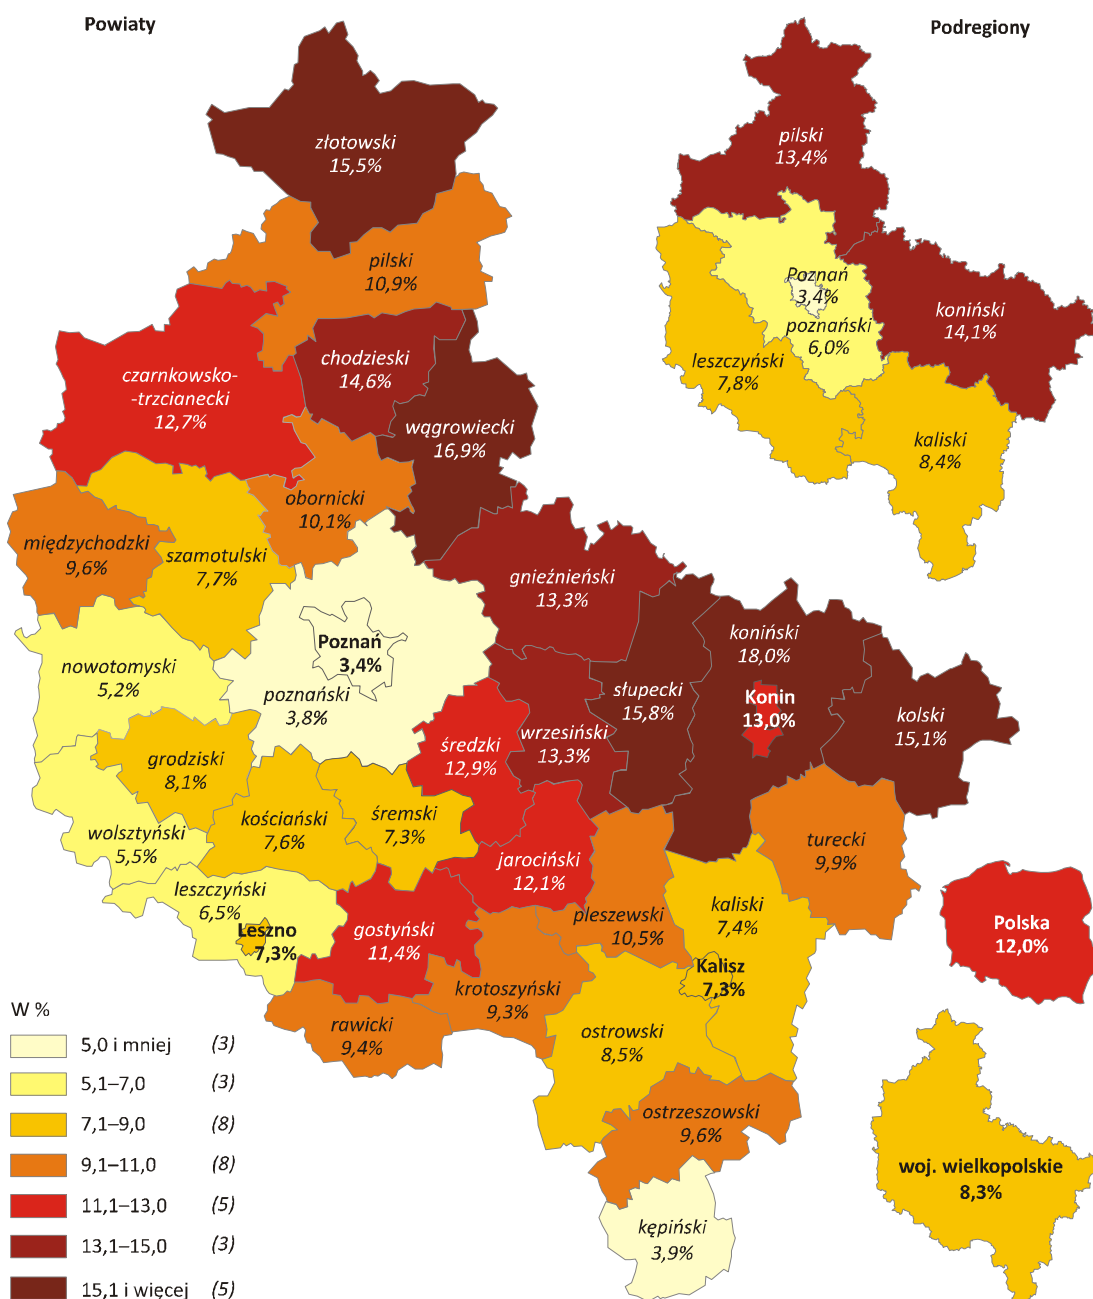 Powiaty
Podregiony
złotowski
15,5%
pilski
10,9%
chodzieski
14,6%
czarnkowsko-
-trzcianecki
12,7%
wągrowiecki
16,9%
obornicki
10,1%
międzychodzki
9,6%
szamotulski
7,7%
gnieźnieński
13,3%
Poznań
3,4%
poznański
3,8%
nowotomyski
5,2%
koniński
18,0%
słupecki
15,8%
Konin
13,0%
kolski
15,1%
średzki
12,9%
wrzesiński
13,3%
grodziski
8,1%
wolsztyński
5,5%
kościański
7,6%
śremski
7,3%
turecki
9,9%
jarociński
12,1%
leszczyński
6,5%
Leszno
7,3%
gostyński
11,4%
pleszewski
10,5%
kaliski
7,4%
Kalisz
7,3%
krotoszyński
9,3%
rawicki
9,4%
ostrowski
8,5%
ostrzeszowski
9,6%
kępiński
3,9%
pilski
13,4%
Poznań
3,4%
poznański
6,0%
koniński
14,1%
leszczyński
7,8%
kaliski
8,4%
Polska
12,0%
woj. wielkopolskie
8,3%
W %
5,0 i mniej (3)
5,1–7,0 (3)
7,1–9,0 (8)
9,1–11,0 (8)
11,1–13,0 (5)
13,1–15,0 (3)
15,1 i więcej (5)